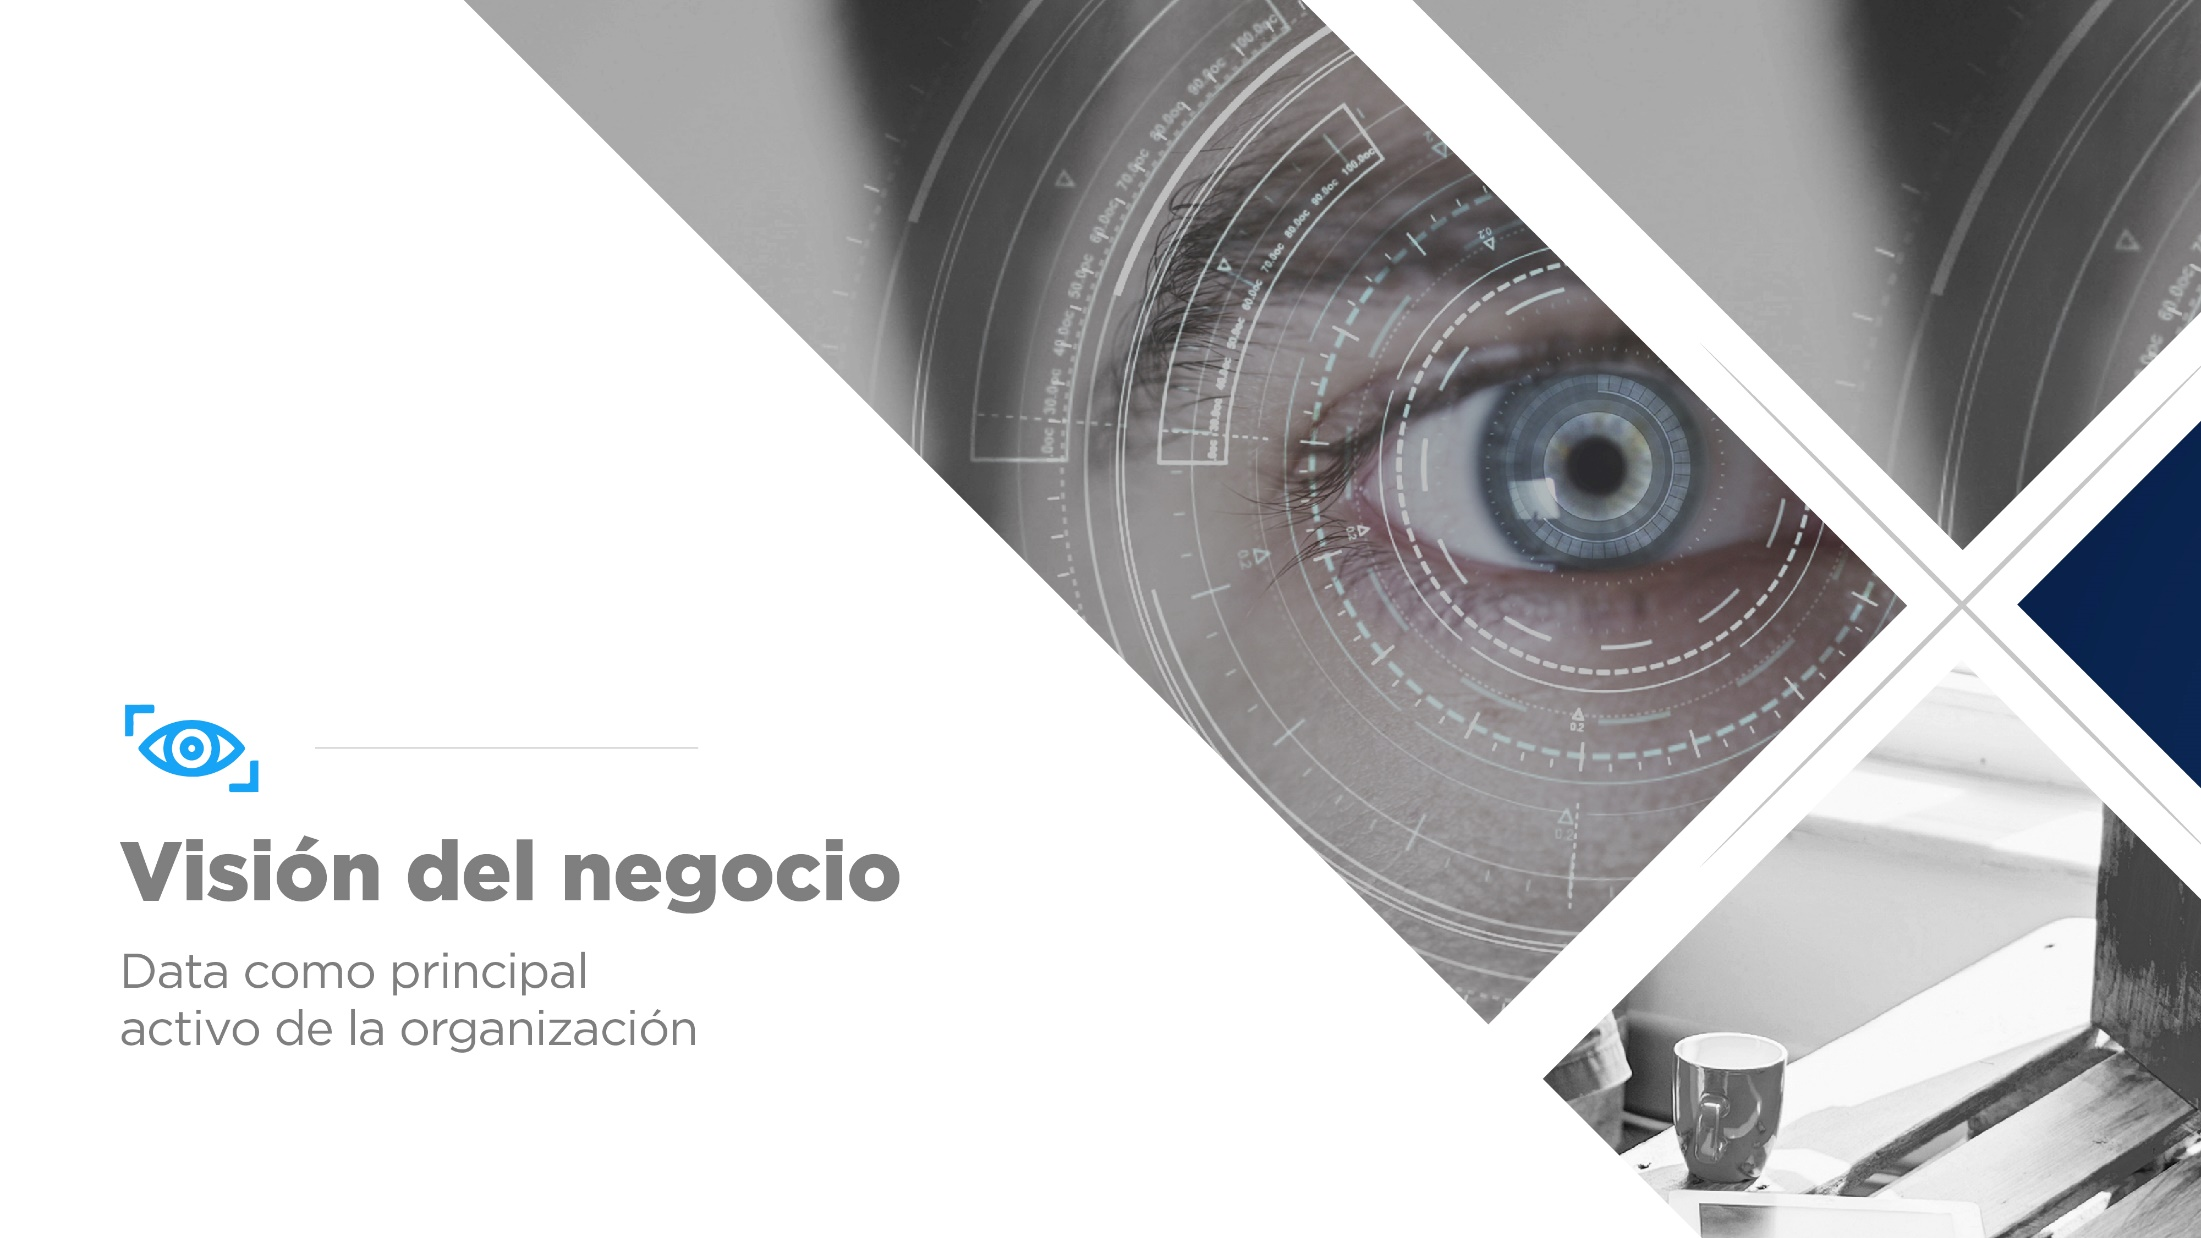 Visión del negocio
Data como principal
activo de la organización